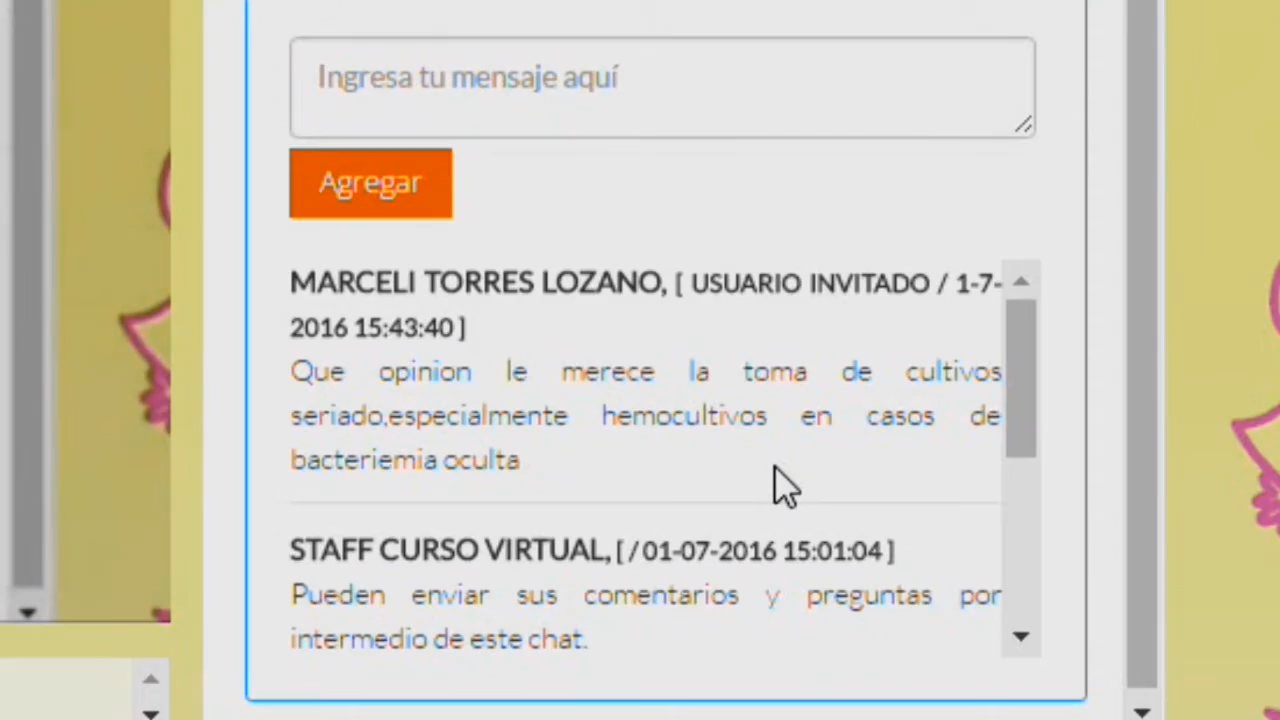 Ingresa tu mensaje aquí
Agregar
MARCELI TORRES LOZANO, [ USUARIO INVITADO / 1-7-
2016 15:43:40 ]
Que opinion le merece la toma de cultivos
seriado,especialmente hemocultivos en casos de
bacteriemia oculta
STAFF CURSO VIRTUAL, [ / 01-07-2016 15:01:04 ]
Pueden enviar sus comentarios y preguntas por
intermedio de este chat.